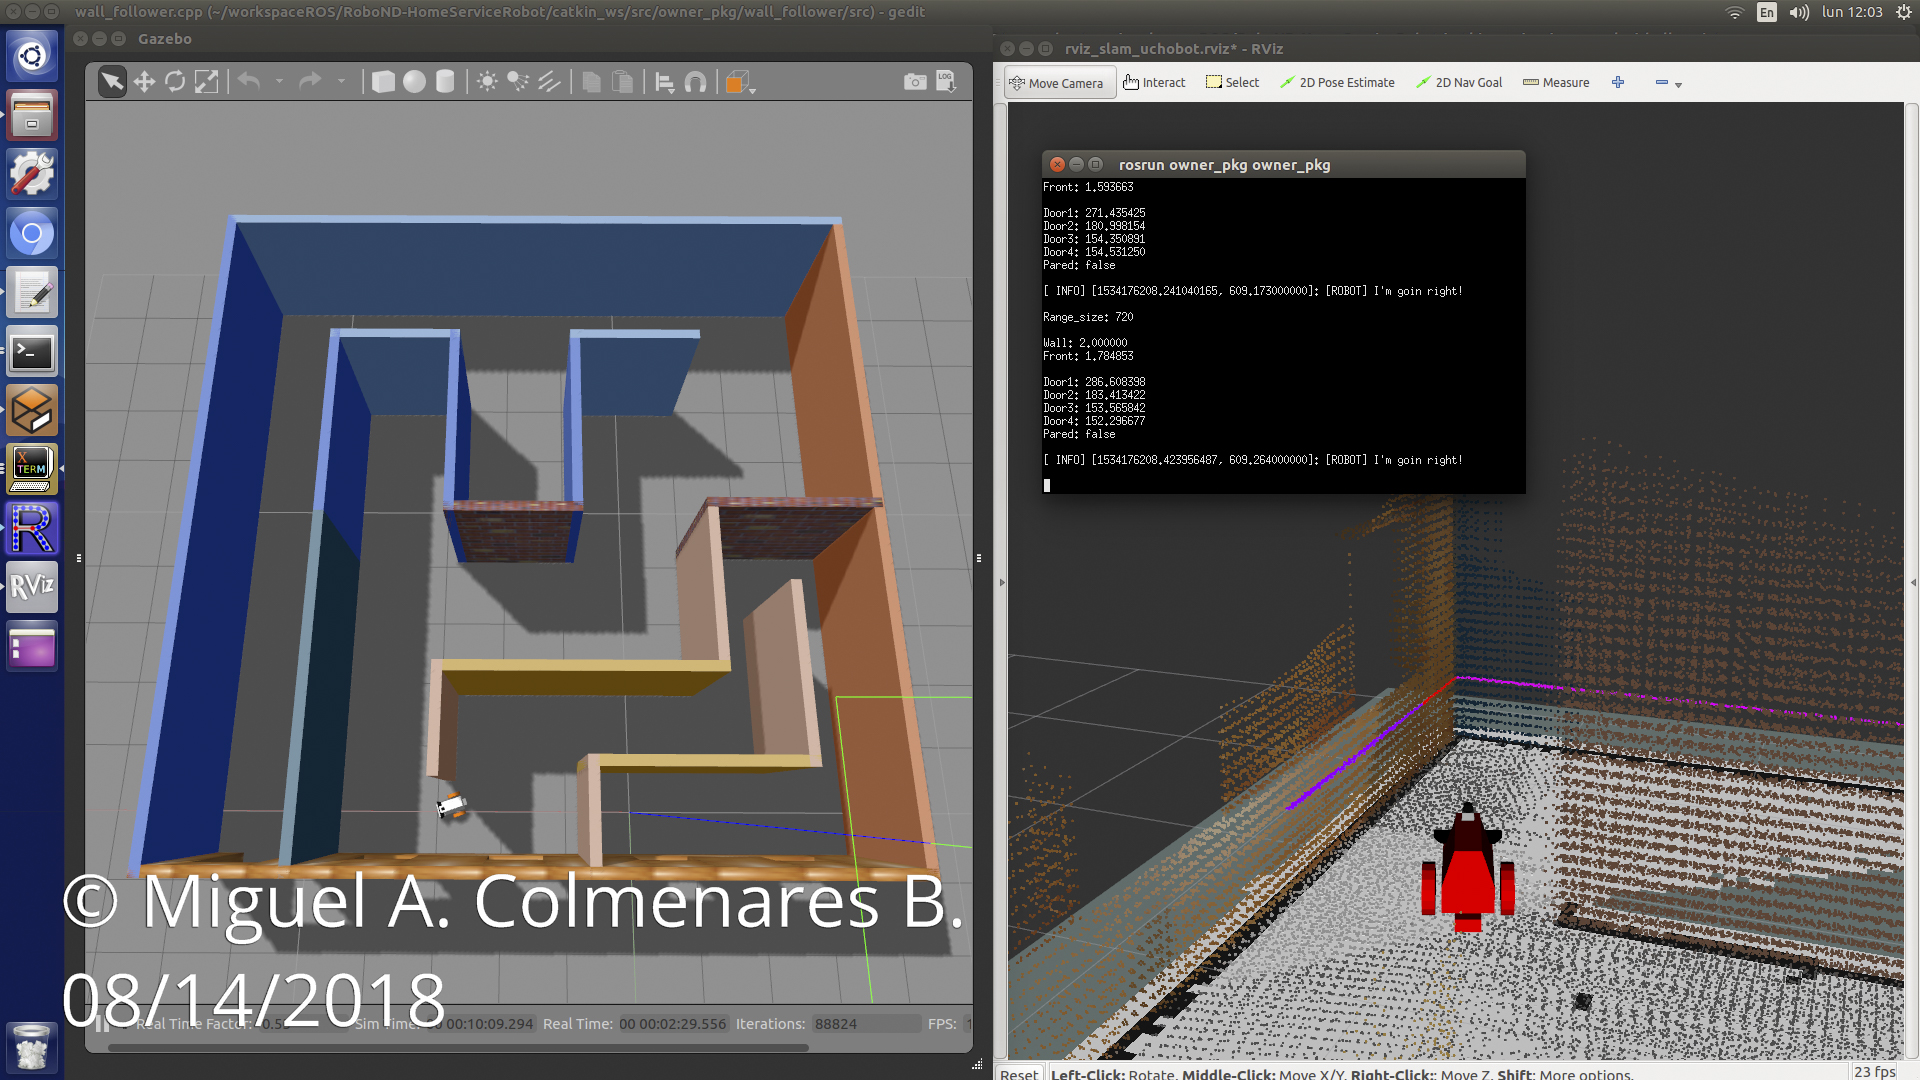 wall_follower.cpp (~/workspaceROS/RoboND-HomeServiceRobot/catkin_ws/src/owner_pkg/wall_follower/src) - gedit
En
lun 12:03
Gazebo
LOG
rviz_slam_uchobot.rviz* - RViz
Move Camera
Interact
Select
2D Pose Estimate
2D Nav Goal
Measure
rosrun owner_pkg owner_pkg
Front: 1.593663
Door1: 271.435425
Door2: 180.998154
Door3: 154.350891
Door4: 154.531250
Pared: false
[ INFO] [1534176208.241040165, 609.173000000]: [ROBOT] I'm goin right!
Range_size: 720
Wall: 2.000000
Front: 1.784853
Door1: 286.608398
Door2: 183.413422
Door3: 153.565842
Door4: 152.296677
Pared: false
[ INFO] [1534176208.423956487, 609.264000000]: [ROBOT] I'm goin right!
X
TERM
R
RViz
© Miguel A. Colmenares B.
08/14/2018
Real Time Factor:
Sim Time:
00 00:10:09.294
Real Time:
00 00:02:29.556
Iterations:
88824
FPS:
Reset
Left-Click: Rotate. Middle-Click: Move X/Y. Right-Click:: Move Z. Shift: More options.
23 fps